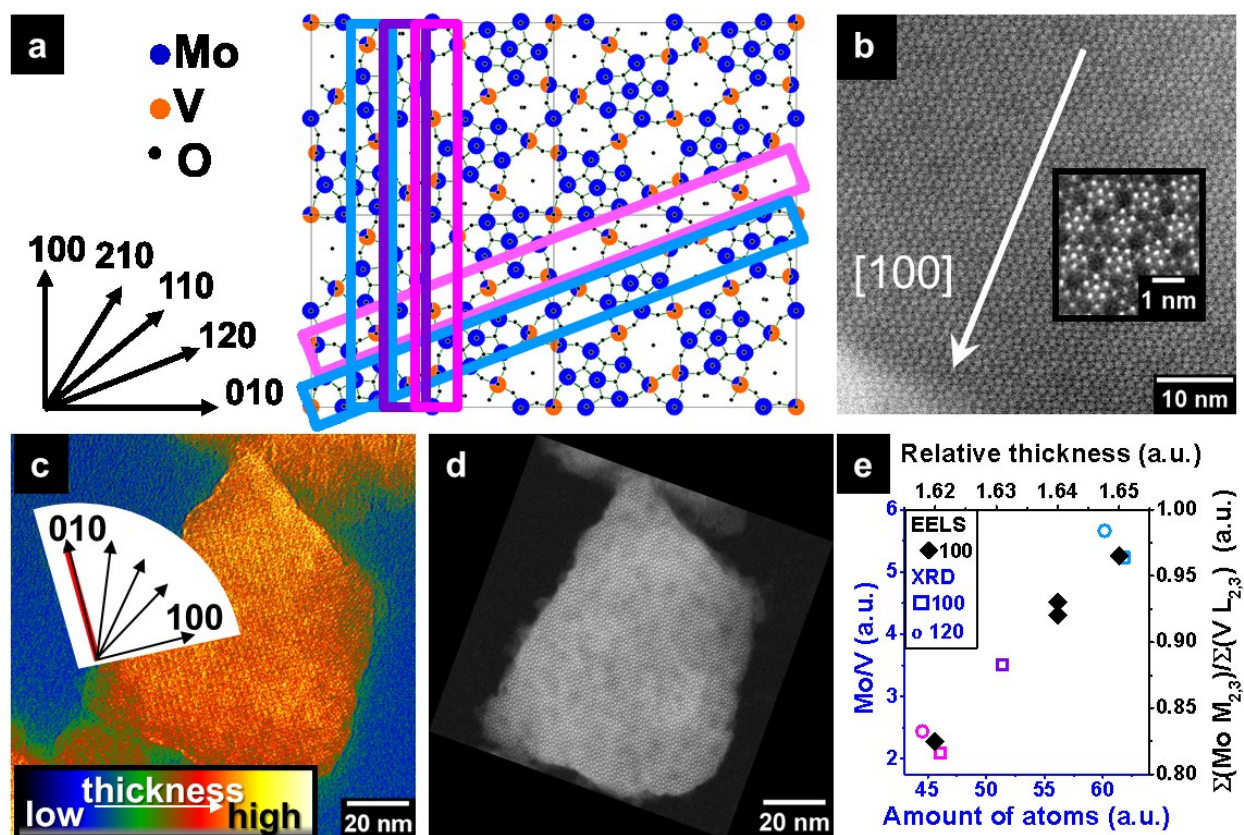 a
Mo
V
O
100
210
110
120
010
b
[100]
1 nm
10 nm
c
010
100
thickness
low
high
20 nm
d
20 nm
e
Relative thickness (a.u.)
1.62 1.63 1.64 1.65
6
5
4
3
2
Mo/V (a.u.)
EELS
100
XRD
100
120
1.00
0.95
0.90
0.85
0.80
Σ(Mo M2,3)/Σ(V L2,3) (a.u.)
45 50 55 60
Amount of atoms (a.u.)